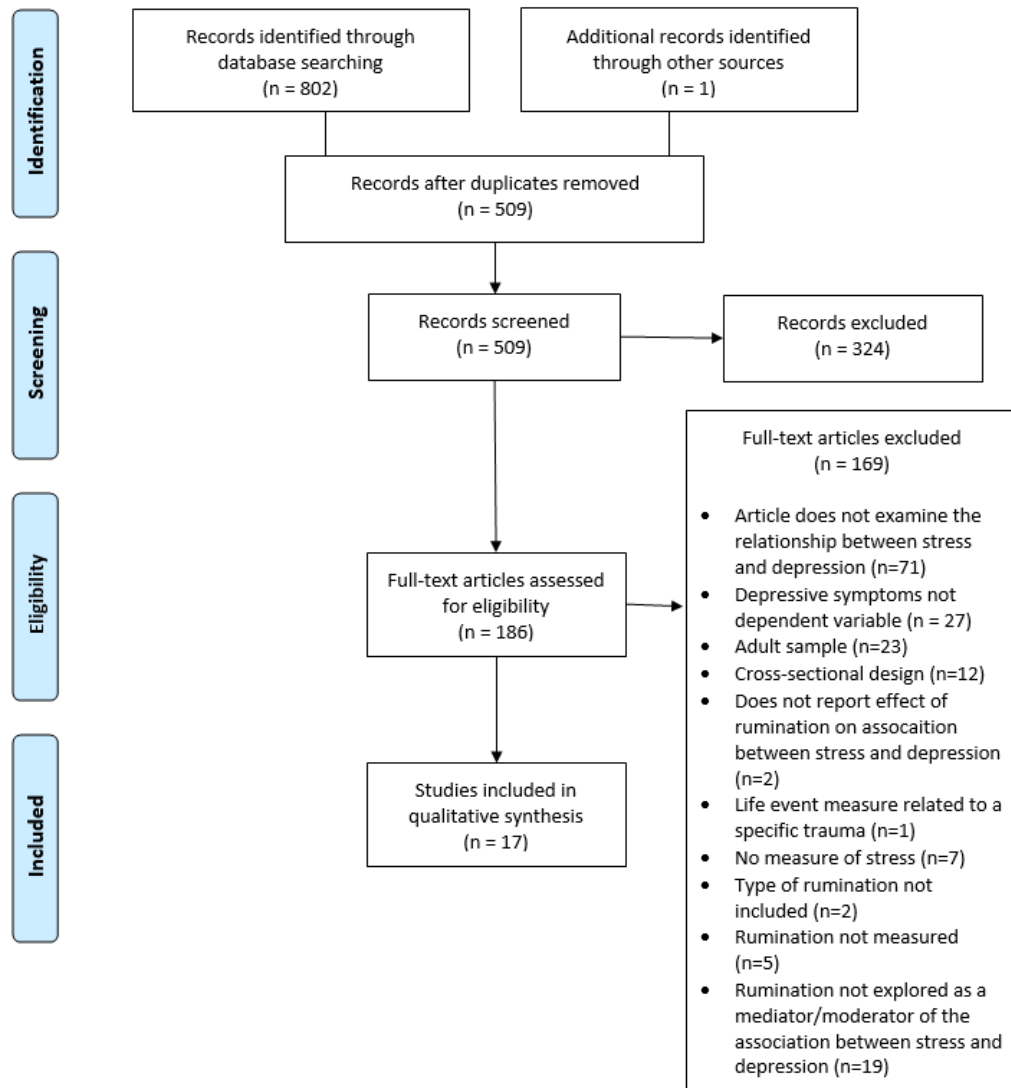 Identification
Records identified through
database searching
(n = 802)
Additional records identified
through other sources
(n = 1)
Records after duplicates removed
(n = 509)
Screening
Records screened
(n = 509)
Records excluded
(n = 324)
Eligibility
Full-text articles assessed
for eligibility
(n = 186)
Full-text articles excluded
(n = 169)
• Article does not examine the
relationship between stress
and depression (n=71)
• Depressive symptoms not
dependent variable (n = 27)
• Adult sample (n=23)
• Cross-sectional design (n=12)
• Does not report effect of
rumination on assocaition
between stress and depression
(n=2)
• Life event measure related to a
specific trauma (n=1)
• No measure of stress (n=7)
• Type of rumination not
included (n=2)
• Rumination not measured
(n=5)
• Rumination not explored as a
mediator/moderator of the
association between stress and
depression (n=19)
Included
Studies included in
qualitative synthesis
(n = 17)